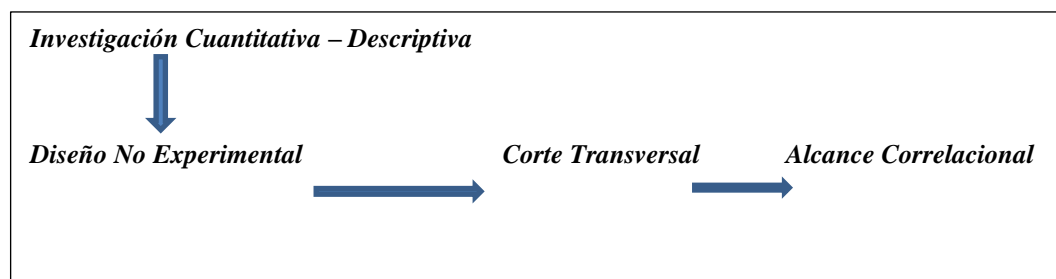 Investigación Cuantitativa – Descriptiva
Diseño No Experimental Corte Transversal Alcance Correlacional